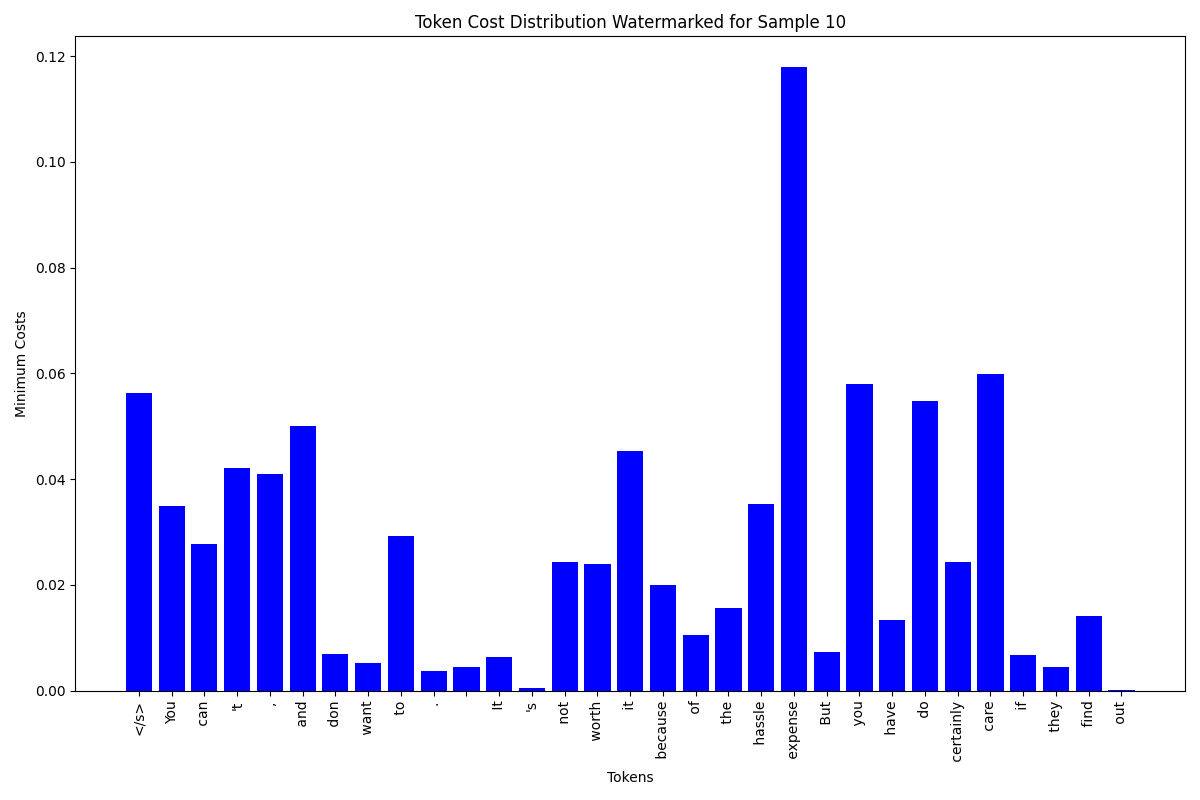 Token Cost Distribution Watermarked for Sample 10
Minimum Costs
0.12
0.10
0.08
0.06
0.04
0.02
0.00
</s>
You
can
't
,
and
don
want
to
.
It
's
not
worth
it
because
of
the
hassle
expense
But
you
have
do
certainly
care
if
they
find
out
Tokens